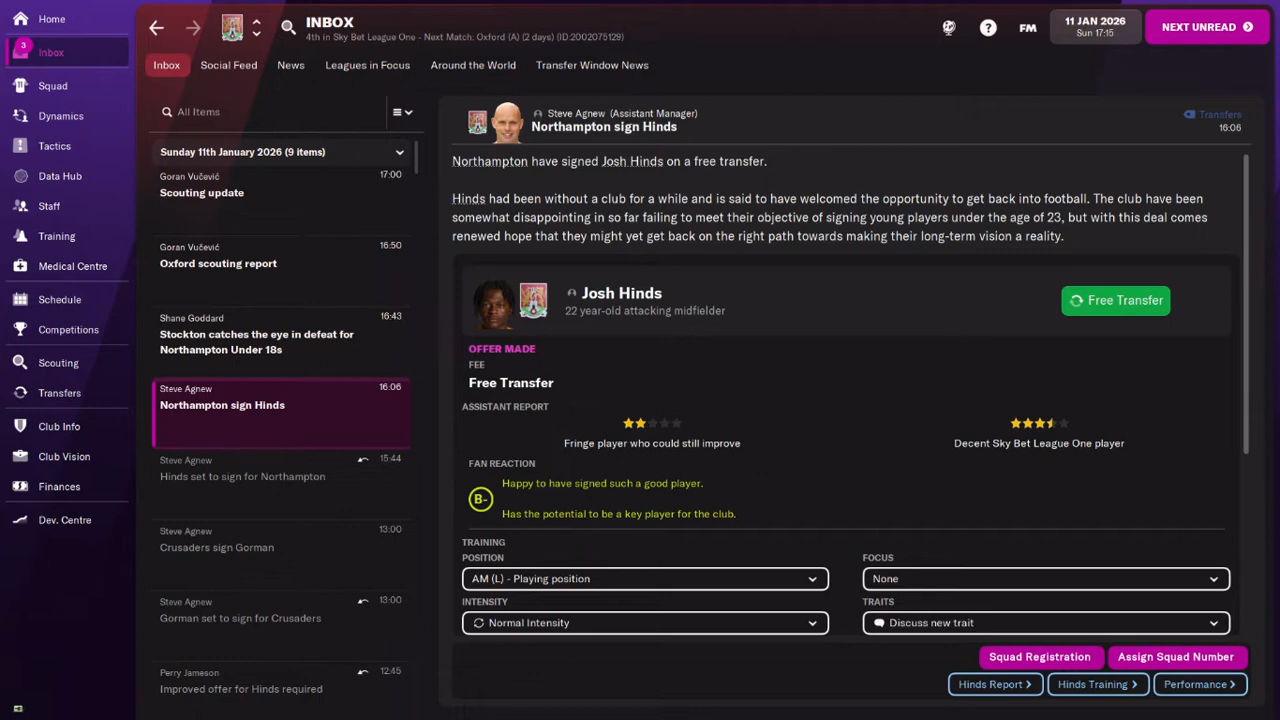 Home
3
Inbox
Squad
Dynamics
Tactics
Data Hub
Staff
Training
Medical Centre
Schedule
Competitions
Scouting
Transfers
Club Info
Club Vision
Finances
Dev. Centre
INBOX
4th in Sky Bet League One - Next Match: Oxford (A) (2 days) (ID:2002075129)
FM
11 JAN 2026
Sun 17:15
NEXT UNREAD
Inbox
Social Feed
News
Leagues in Focus
Around the World
Transfer Window News
All Items
Sunday 11th January 2026 (9 items)
Goran Vučević 17:00
Scouting update
Goran Vučević 16:50
Oxford scouting report
Shane Goddard 16:43
Stockton catches the eye in defeat for
Northampton Under 18s
Steve Agnew 16:06
Northampton sign Hinds
Steve Agnew 15:44
Hinds set to sign for Northampton
Steve Agnew 13:00
Crusaders sign Gorman
Steve Agnew 13:00
Gorman set to sign for Crusaders
Perry Jameson 12:45
Improved offer for Hinds required
Steve Agnew (Assistant Manager)
Northampton sign Hinds
Transfers
16:06
Northampton have signed Josh Hinds on a free transfer.
Hinds had been without a club for a while and is said to have welcomed the opportunity to get back into football. The club have been
somewhat disappointing in so far failing to meet their objective of signing young players under the age of 23, but with this deal comes
renewed hope that they might yet get back on the right path towards making their long-term vision a reality.
Josh Hinds
22 year-old attacking midfielder
Free Transfer
OFFER MADE
FEE
Free Transfer
ASSISTANT REPORT
Fringe player who could still improve
Decent Sky Bet League One player
FAN REACTION
B-
Happy to have signed such a good player.
Has the potential to be a key player for the club.
TRAINING
POSITION
AM (L) - Playing position
FOCUS
None
INTENSITY
Normal Intensity
TRAITS
Discuss new trait
Squad Registration
Assign Squad Number
Hinds Report
Hinds Training
Performance